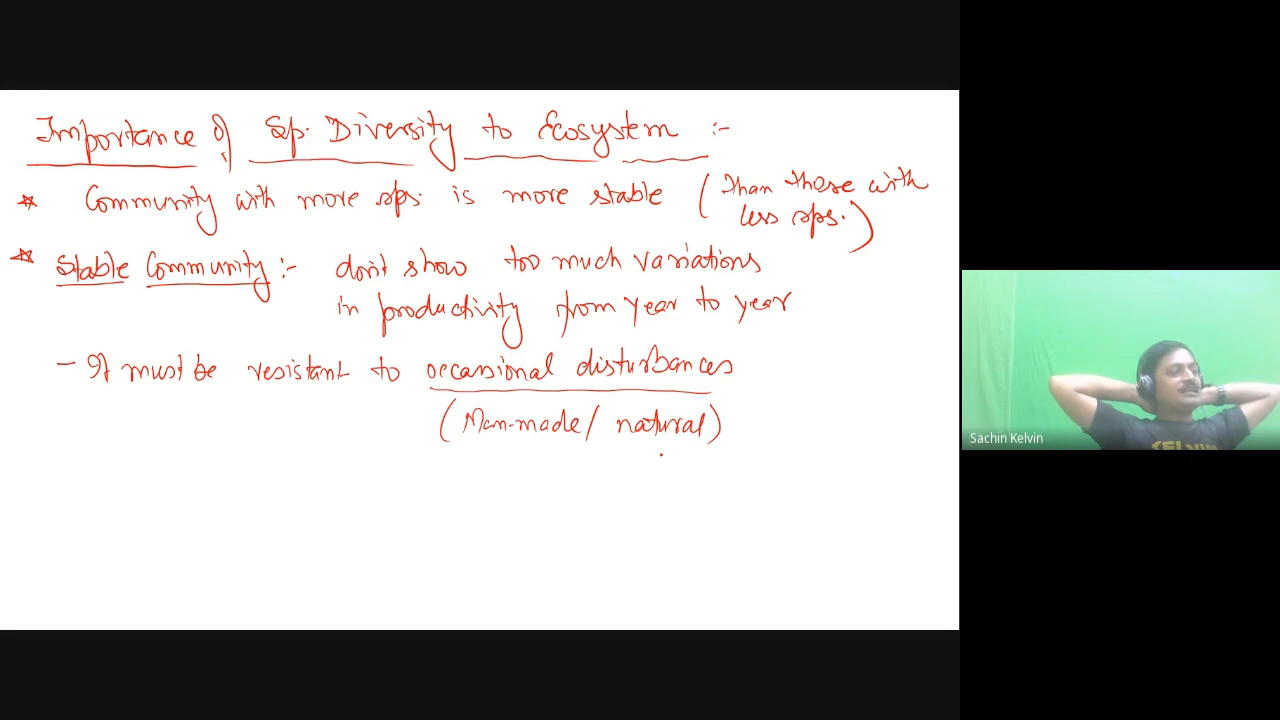 Importance of Sp. Diversity to Ecosystem :-
* Community with more sps. is more stable (than those with
less sps.)
* Stable Community :- don't show too much variations
in productivity from year to year
- It must be resistant to occassional disturbances
(Man-made/ natural)
Sachin Kelvin
KELVIN